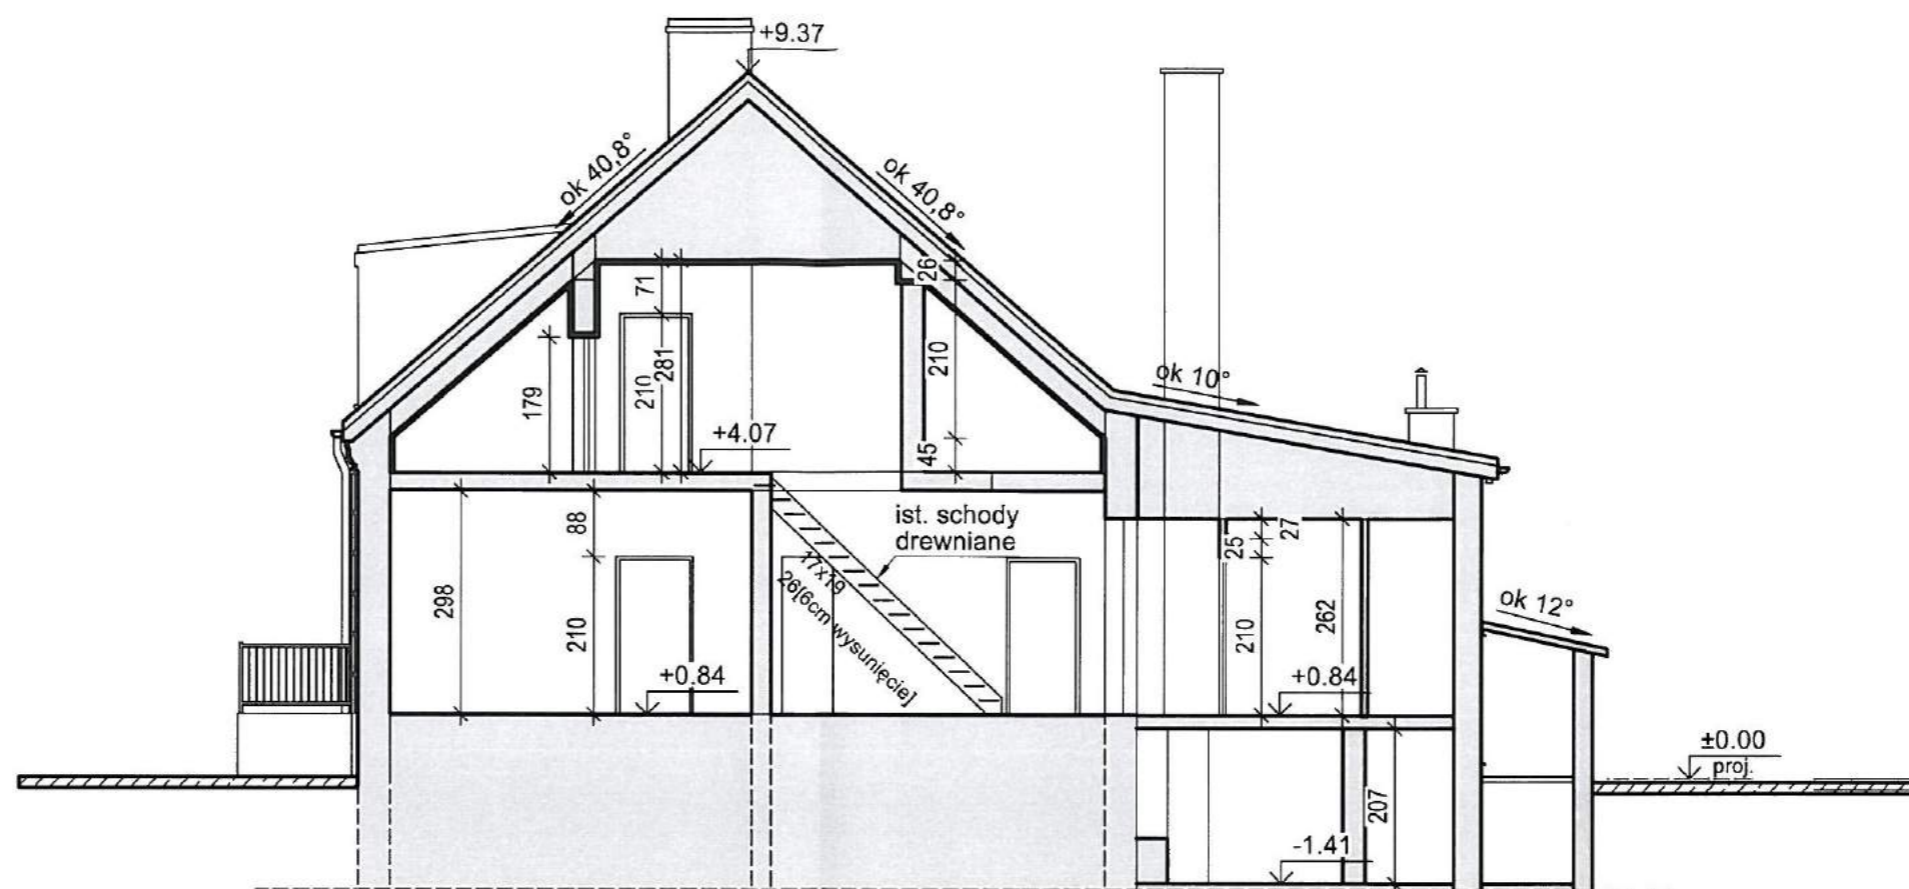 +9.37
ok 40,8°
ok 40,8°
26
71
210
281
179
210
45
+4.07
ok 10°
298
88
210
+0.84
ist. schody
drewniane
17x19
26[6cm wysunięcie]
25
27
210
262
+0.84
ok 12°
±0.00
proj.
207
-1.41